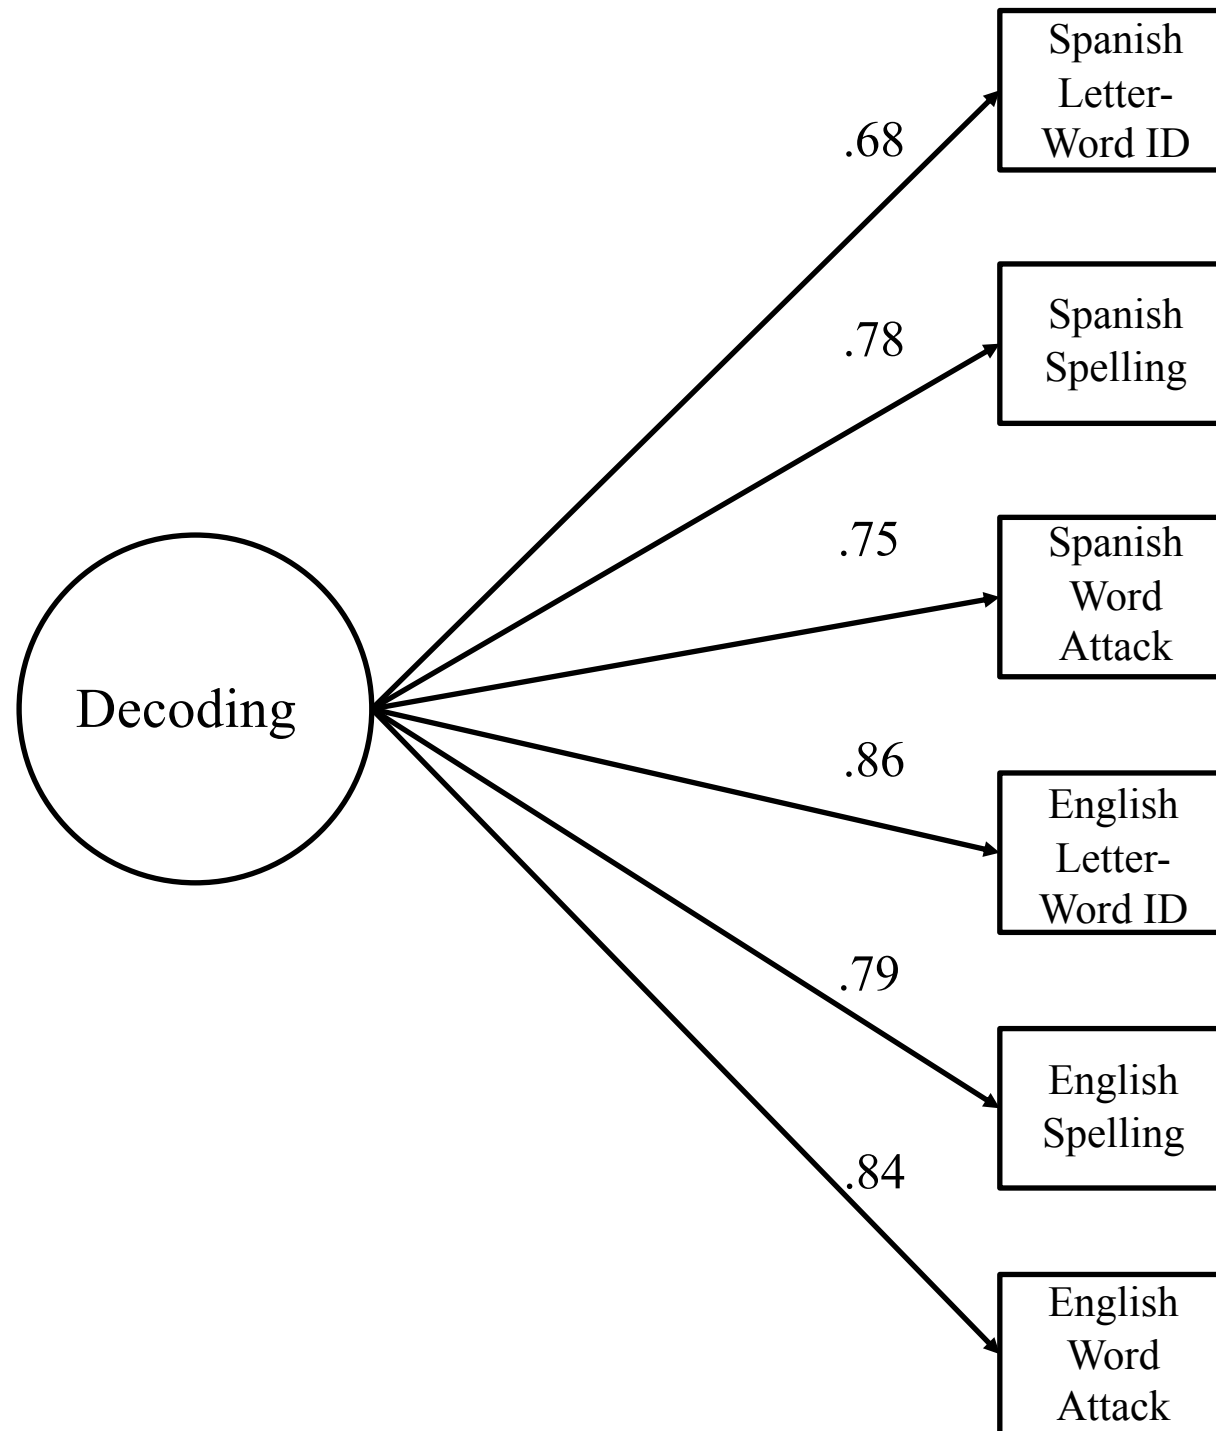 Spanish
Letter-
Word ID
.68
Spanish
Spelling
.78
Spanish
Word
Attack
.75
Decoding
.86
English
Letter-
Word ID
.79
English
Spelling
.84
English
Word
Attack